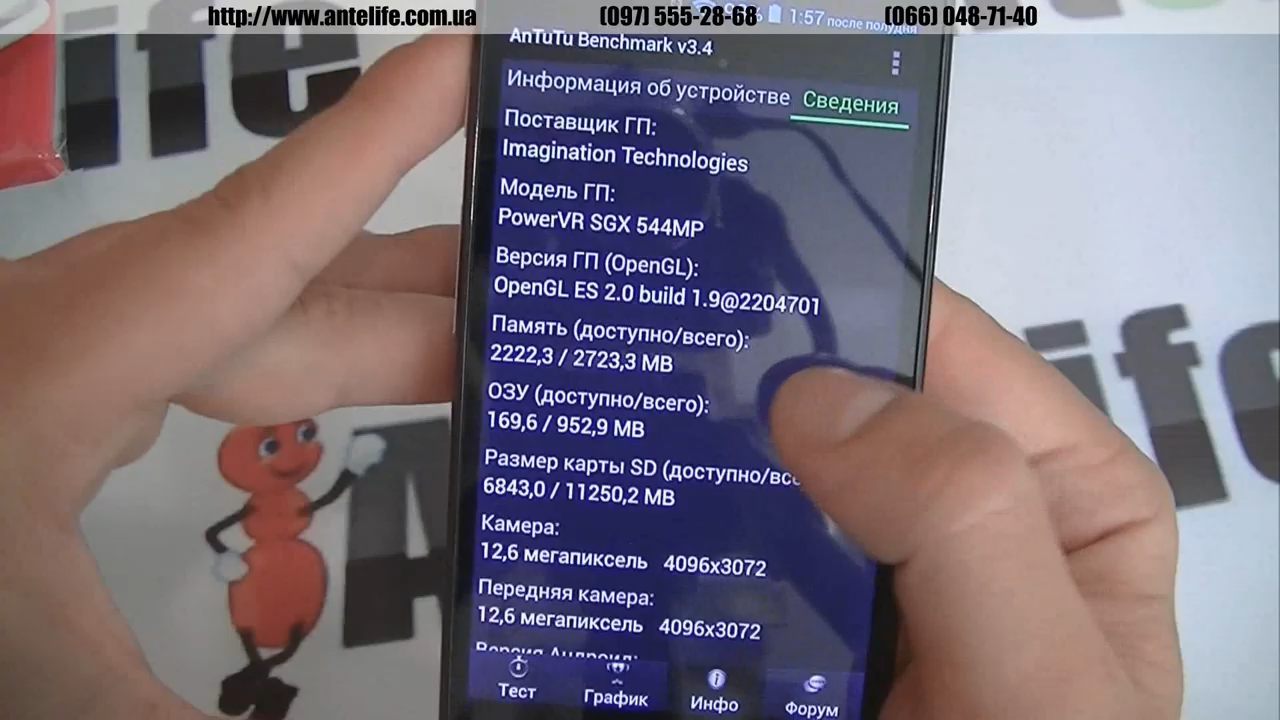 http://www.antelife.com.ua (097) 555-28-68 (066) 048-71-40
1:57 после полудня
AnTuTu Benchmark v3.4
Информация об устройстве Сведения
Поставщик ГП:
Imagination Technologies
Модель ГП:
PowerVR SGX 544MP
Версия ГП (OpenGL):
OpenGL ES 2.0 build 1.9@2204701
Память (доступно/всего):
2222,3 / 2723,3 MB
ОЗУ (доступно/всего):
169,6 / 952,9 MB
Размер карты SD (доступно/все
6843,0 / 11250,2 MB
Камера:
12,6 мегапиксель 4096x3072
Передняя камера:
12,6 мегапиксель 4096x3072
Версия Андроид:
Тест График Инфо Форум
ife
ife
A